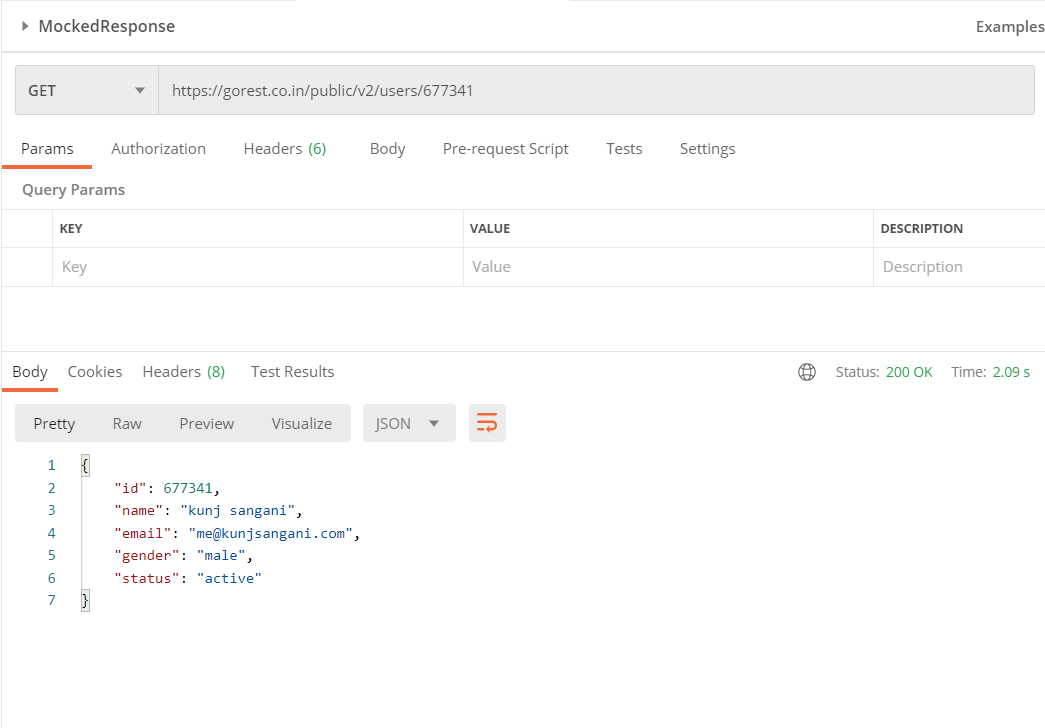 MockedResponse Examples
GET https://gorest.co.in/public/v2/users/677341
Params Authorization Headers (6) Body Pre-request Script Tests Settings
Query Params
KEY VALUE DESCRIPTION
Key Value Description
Body Cookies Headers (8) Test Results Status: 200 OK Time: 2.09 s
Pretty Raw Preview Visualize JSON
1 {
2 "id": 677341,
3 "name": "kunj sangani",
4 "email": "me@kunjsangani.com",
5 "gender": "male",
6 "status": "active"
7 }